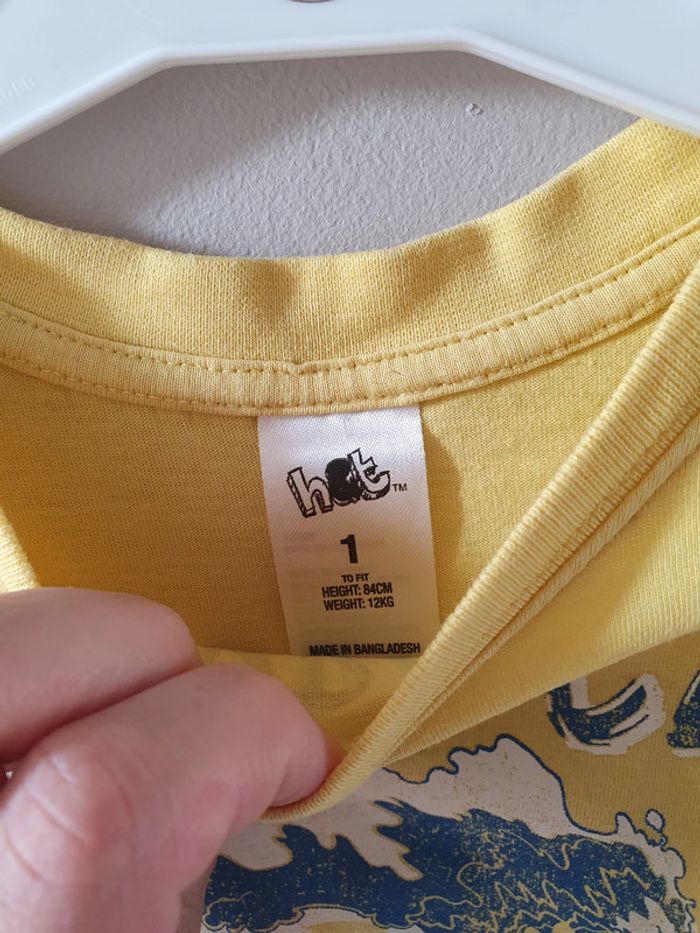 h&t™
1
TO FIT
HEIGHT: 84CM
WEIGHT: 12KG
MADE IN BANGLADESH